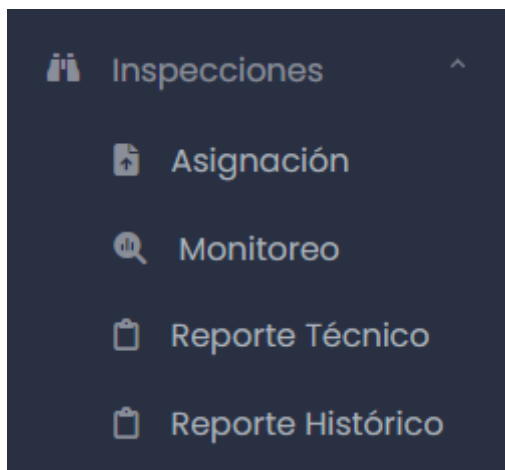 Inspecciones
Asignación
Monitoreo
Reporte Técnico
Reporte Histórico